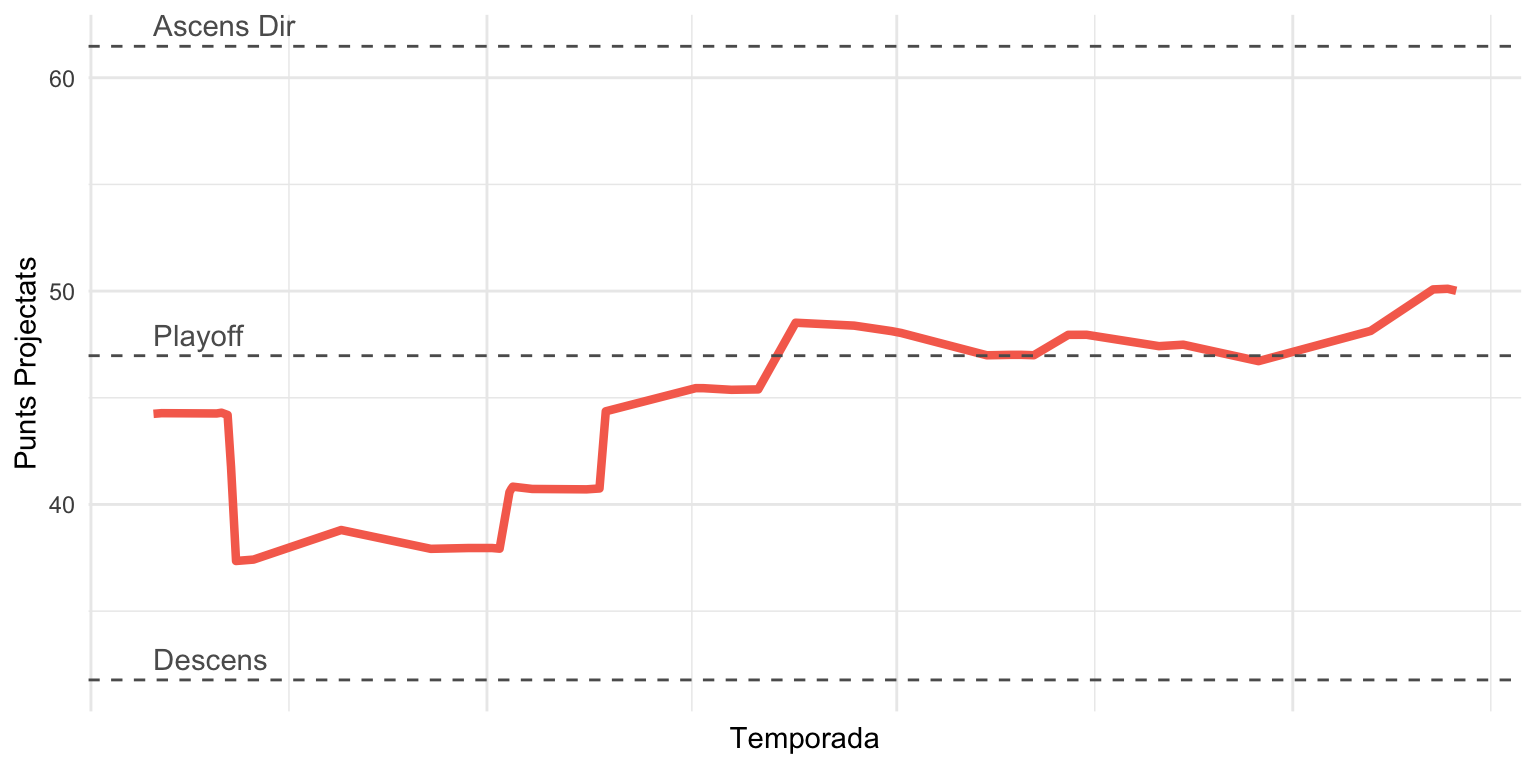 Ascens Dir
60
50
Playoff
40
Descens
Punts Projectats
Temporada